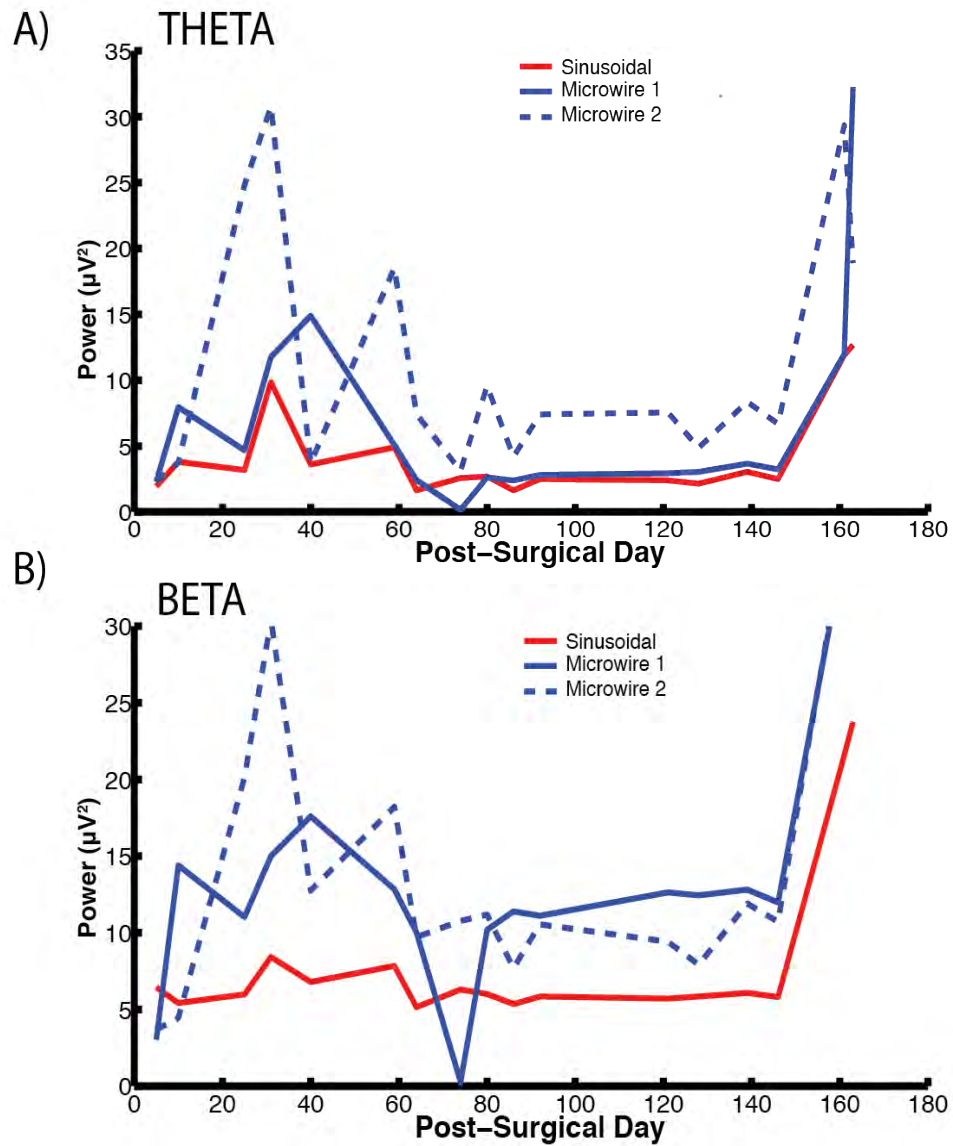 A)
THETA
35
30
25
20
15
10
5
0
Power (µV²)
Sinusoidal
Microwire 1
Microwire 2
0 20 40 60 80 100 120 140 160 180
Post–Surgical Day
B)
BETA
30
25
20
15
10
5
0
Power (µV²)
Sinusoidal
Microwire 1
Microwire 2
0 20 40 60 80 100 120 140 160 180
Post–Surgical Day